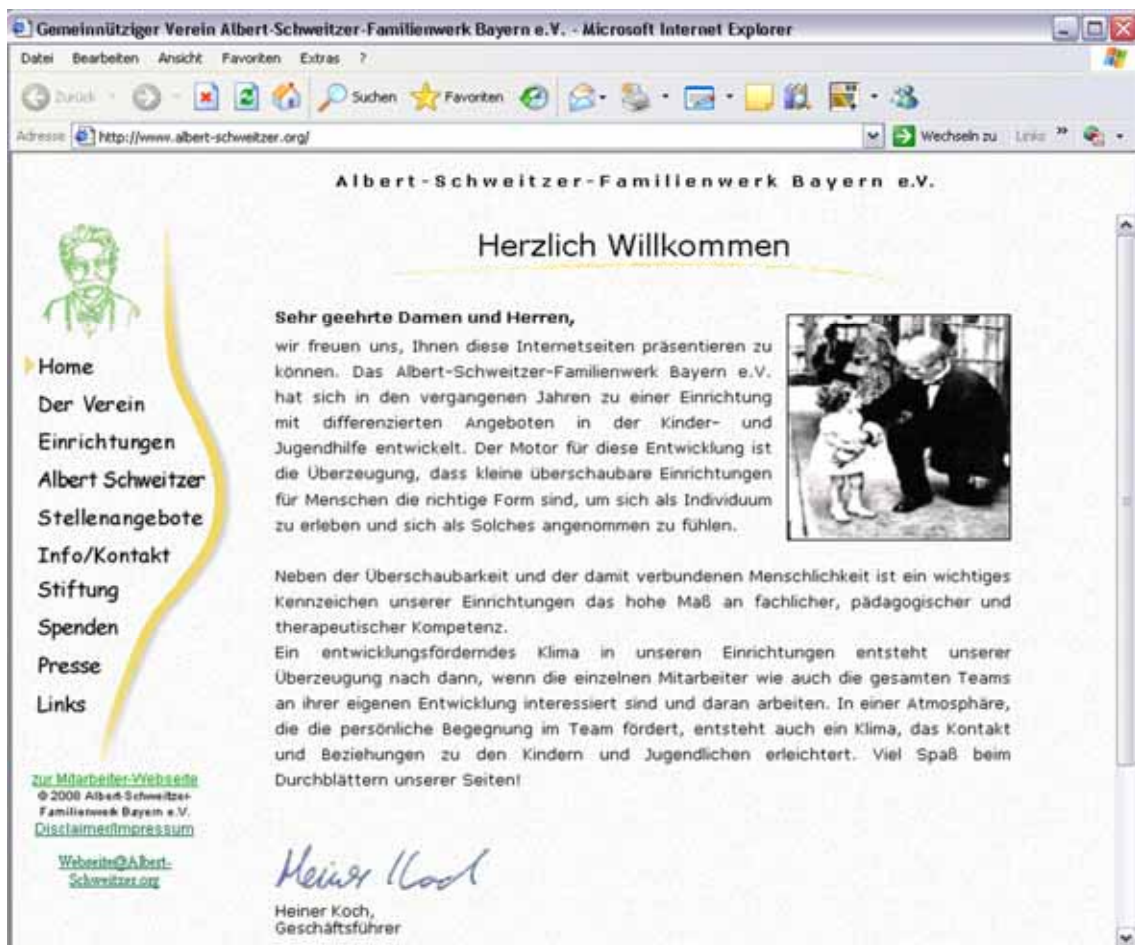 Gemeinnütziger Verein Albert-Schweitzer-Familienwerk Bayern e.V. - Microsoft Internet Explorer
Datei Bearbeiten Ansicht Favoriten Extras ?
Zurück Suchen Favoriten
Adresse http://www.albert-schweitzer.org/ Wechseln zu Links »
Albert-Schweitzer-Familienwerk Bayern e.V.
Herzlich Willkommen
Home
Der Verein
Einrichtungen
Albert Schweitzer
Stellenangebote
Info/Kontakt
Stiftung
Spenden
Presse
Links
zur Mitarbeiter-Webseite
© 2008 Albert-Schweitzer-
Familienwerk Bayern e.V.
Disclaimer/Impressum
Webseite@Albert-
Schweitzer.org
Sehr geehrte Damen und Herren,
wir freuen uns, Ihnen diese Internetseiten präsentieren zu
können. Das Albert-Schweitzer-Familienwerk Bayern e.V.
hat sich in den vergangenen Jahren zu einer Einrichtung
mit differenzierten Angeboten in der Kinder- und
Jugendhilfe entwickelt. Der Motor für diese Entwicklung ist
die Überzeugung, dass kleine überschaubare Einrichtungen
für Menschen die richtige Form sind, um sich als Individuum
zu erleben und sich als Solches angenommen zu fühlen.
Neben der Überschaubarkeit und der damit verbundenen Menschlichkeit ist ein wichtiges
Kennzeichen unserer Einrichtungen das hohe Maß an fachlicher, pädagogischer und
therapeutischer Kompetenz.
Ein entwicklungsförderndes Klima in unseren Einrichtungen entsteht unserer
Überzeugung nach dann, wenn die einzelnen Mitarbeiter wie auch die gesamten Teams
an ihrer eigenen Entwicklung interessiert sind und daran arbeiten. In einer Atmosphäre,
die die persönliche Begegnung im Team fördert, entsteht auch ein Klima, das Kontakt
und Beziehungen zu den Kindern und Jugendlichen erleichtert. Viel Spaß beim
Durchblättern unserer Seiten!
Heiner Koch
Heiner Koch,
Geschäftsführer